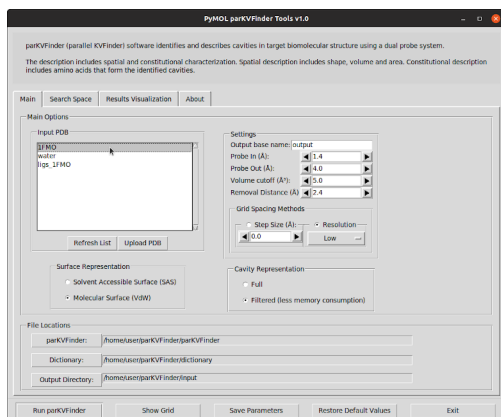 PyMOL parKVFinder Tools v1.0
parKVFinder (parallel KVFinder) software identifies and describes cavities in target biomolecular structure using a dual probe system.
The description includes spatial and constitutional characterization. Spatial description includes shape, volume and area. Constitutional description
includes amino acids that form the identified cavities.
Main Search Space Results Visualization About
Main Options
Input PDB
1FMO
water
ligs_1FMO
Refresh List Upload PDB
Settings
Output base name: output
Probe In (Å): 1.4
Probe Out (Å): 4.0
Volume cutoff (Å³): 5.0
Removal Distance (Å) 2.4
Grid Spacing Methods
Step Size (Å): Resolution
0.0 Low
Surface Representation
Solvent Accessible Surface (SAS)
Molecular Surface (VdW)
Cavity Representation
Full
Filtered (less memory consumption)
File Locations
parKVFinder: /home/user/parKVFinder/parKVFinder
Dictionary: /home/user/parKVFinder/dictionary
Output Directory: /home/user/parKVFinder/input
Run parKVFinder Show Grid Save Parameters Restore Default Values Exit